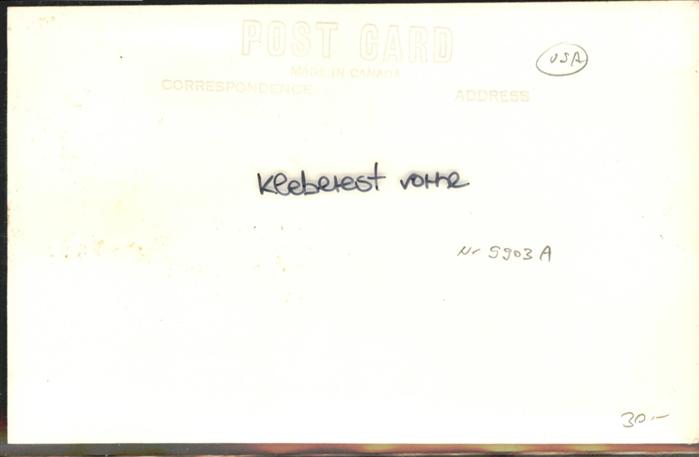 POST CARD
MADE IN CANADA
USA
CORRESPONDENCE
ADDRESS
Kleberest vorne
Nr 5903 A
30.-